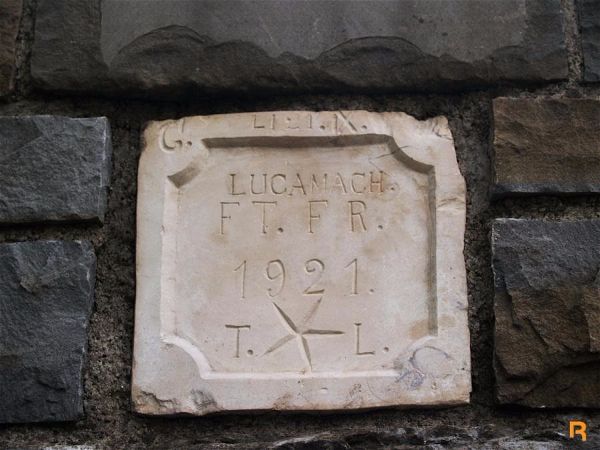 G.
LUCAMACH.
FT. FR.
1921.
T. L.
R